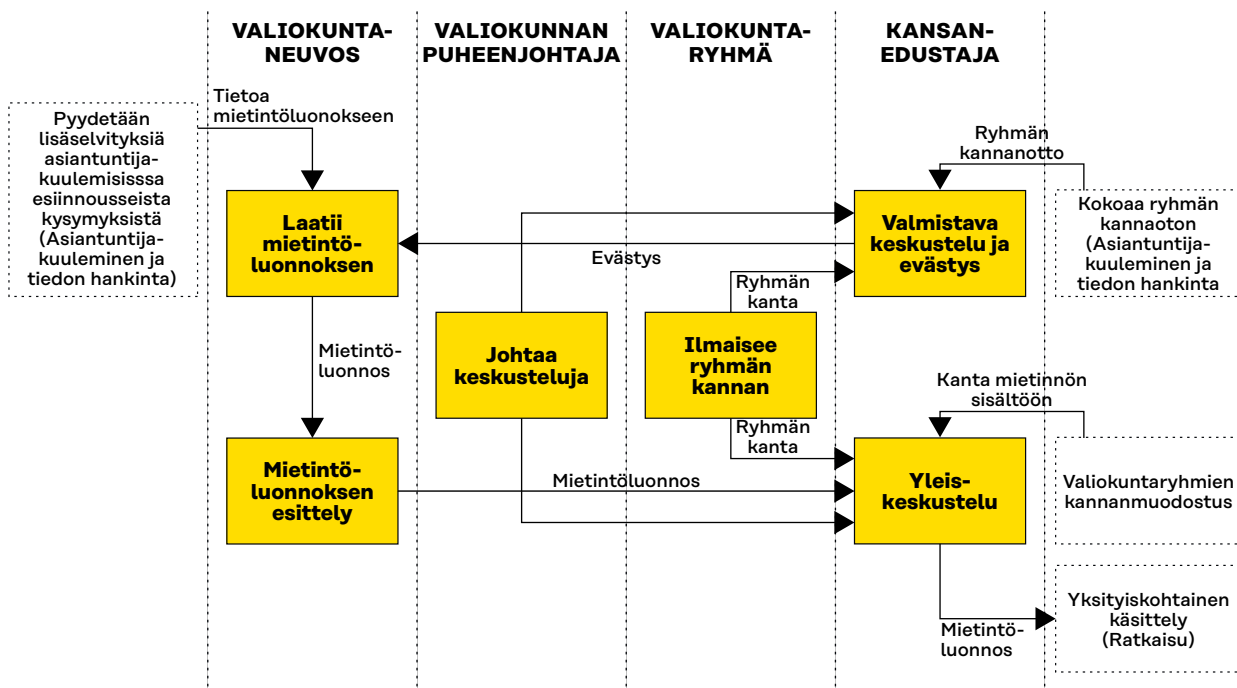 VALIOKUNTA-
NEUVOS
VALIOKUNNAN
PUHEENJOHTAJA
VALIOKUNTA-
RYHMÄ
KANSAN-
EDUSTAJA
Pyydetään
lisäselvityksiä
asiantuntija-
kuulemisisssa
esiinnousseista
kysymyksistä
(Asiantuntija-
kuuleminen ja
tiedon hankinta)
Tietoa
mietintöluonokseen
Laatii
mietintö-
luonnoksen
Evästys
Ryhmän
kanta
Valmistava
keskustelu ja
evästys
Ryhmän
kannanotto
Kokoaa ryhmän
kannaoton
(Asiantuntija-
kuuleminen ja
tiedon hankinta
Mietintö-
luonnos
Johtaa
keskusteluja
Ilmaisee
ryhmän
kannan
Ryhmän
kanta
Kanta mietinnön
sisältöön
Mietintö-
luonnoksen
esittely
Mietintöluonnos
Yleis-
keskustelu
Valiokuntaryhmien
kannanmuodostus
Mietintö-
luonnos
Yksityiskohtainen
käsittely
(Ratkaisu)